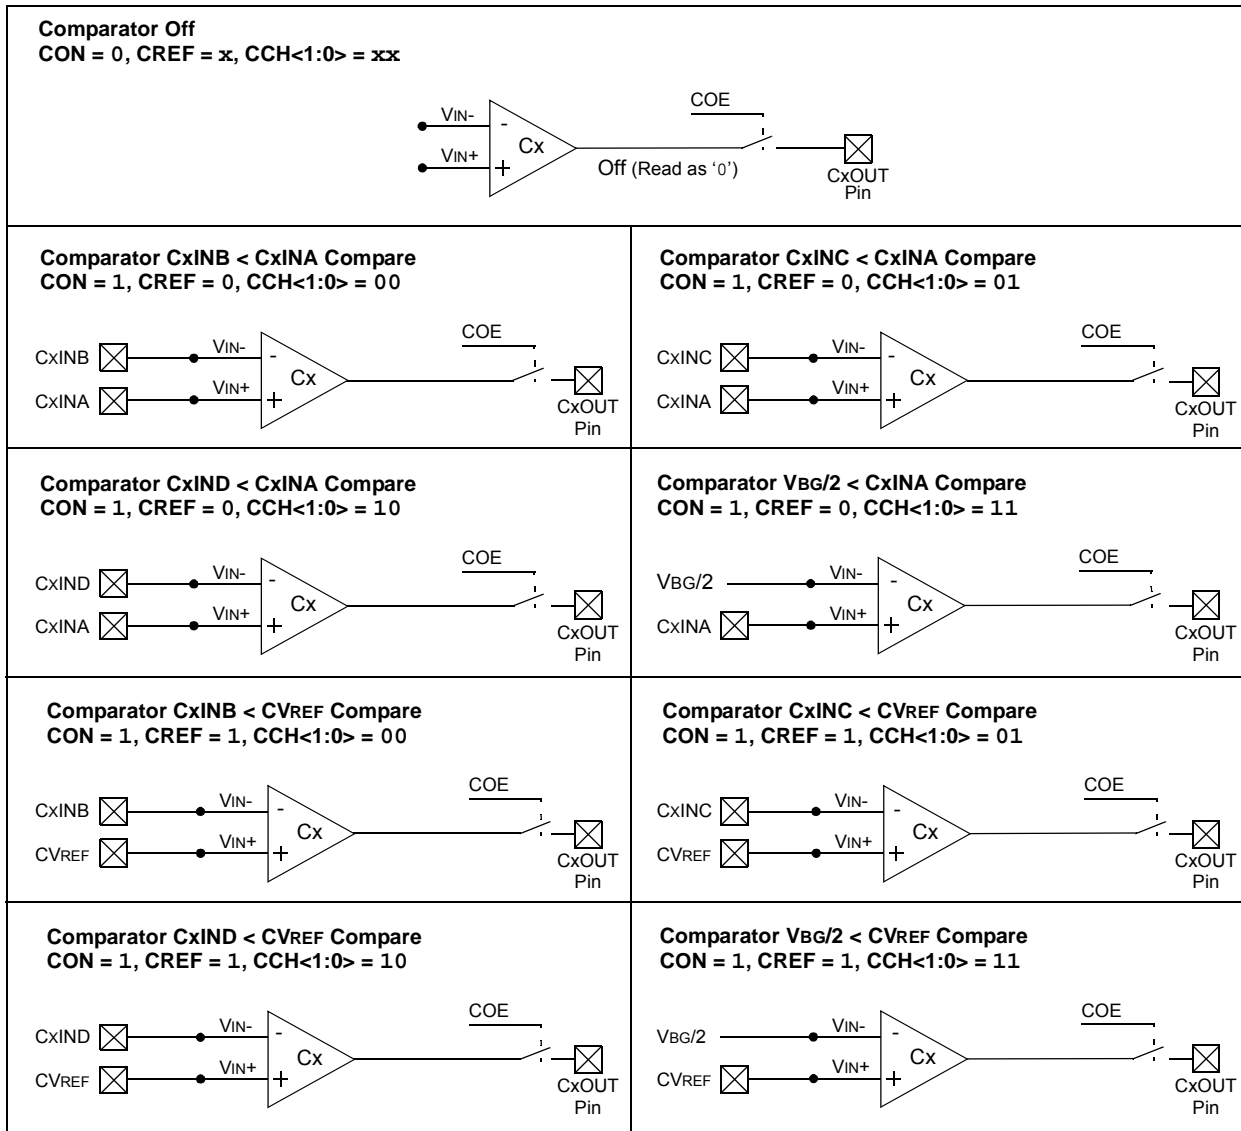 Comparator Off
CON = 0, CREF = x, CCH<1:0> = xx
COE
VIN-
-
Cx
VIN+
+
Off (Read as ‘0’)
CxOUT
Pin
Comparator CxINB < CxINA Compare
CON = 1, CREF = 0, CCH<1:0> = 00
COE
CxINB
VIN-
-
Cx
CxINA
VIN+
+
CxOUT
Pin
Comparator CxINC < CxINA Compare
CON = 1, CREF = 0, CCH<1:0> = 01
COE
CxINC
VIN-
-
Cx
CxINA
VIN+
+
CxOUT
Pin
Comparator CxIND < CxINA Compare
CON = 1, CREF = 0, CCH<1:0> = 10
COE
CxIND
VIN-
-
Cx
CxINA
VIN+
+
CxOUT
Pin
Comparator VBG/2 < CxINA Compare
CON = 1, CREF = 0, CCH<1:0> = 11
COE
VBG/2
VIN-
-
Cx
CxINA
VIN+
+
CxOUT
Pin
Comparator CxINB < CVREF Compare
CON = 1, CREF = 1, CCH<1:0> = 00
COE
CxINB
VIN-
-
Cx
CVREF
VIN+
+
CxOUT
Pin
Comparator CxINC < CVREF Compare
CON = 1, CREF = 1, CCH<1:0> = 01
COE
CxINC
VIN-
-
Cx
CVREF
VIN+
+
CxOUT
Pin
Comparator CxIND < CVREF Compare
CON = 1, CREF = 1, CCH<1:0> = 10
COE
CxIND
VIN-
-
Cx
CVREF
VIN+
+
CxOUT
Pin
Comparator VBG/2 < CVREF Compare
CON = 1, CREF = 1, CCH<1:0> = 11
COE
VBG/2
VIN-
-
Cx
CVREF
VIN+
+
CxOUT
Pin